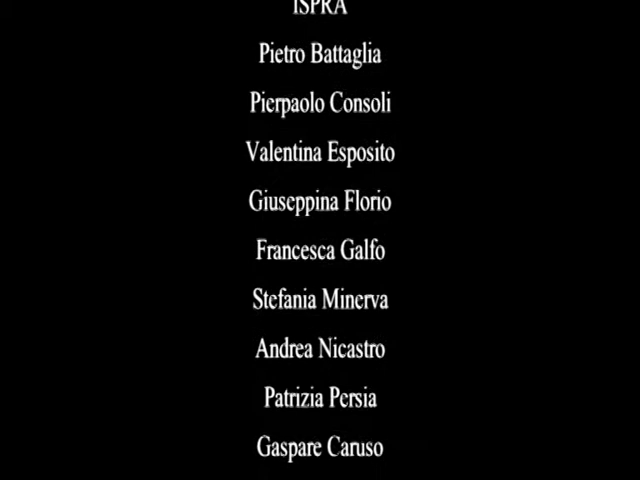 ISPRA
Pietro Battaglia
Pierpaolo Consoli
Valentina Esposito
Giuseppina Florio
Francesca Galfo
Stefania Minerva
Andrea Nicastro
Patrizia Persia
Gaspare Caruso